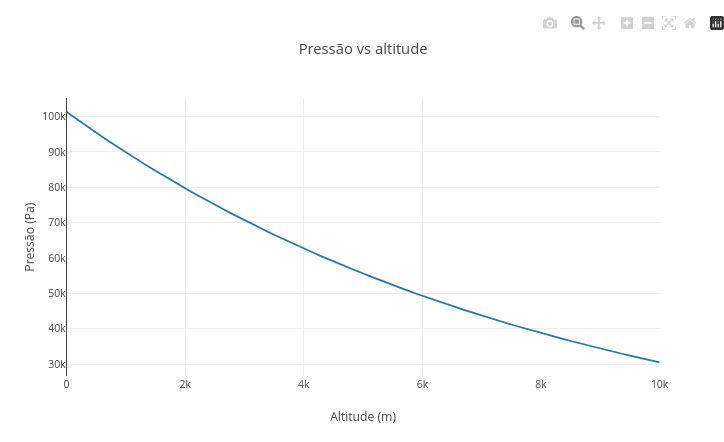 Pressão vs altitude
100k
90k
80k
70k
60k
50k
40k
30k
Pressão (Pa)
0 2k 4k 6k 8k 10k
Altitude (m)